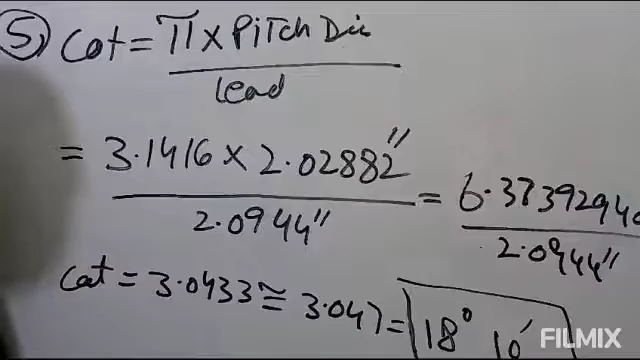 5) Cot = π x Pitch Dia
Lead
= 3.1416 x 2.02882" = 6.3739294
2.0944" 2.0944"
Cot = 3.0433 ≅ 3.047 = 18° 10'
FILMIX